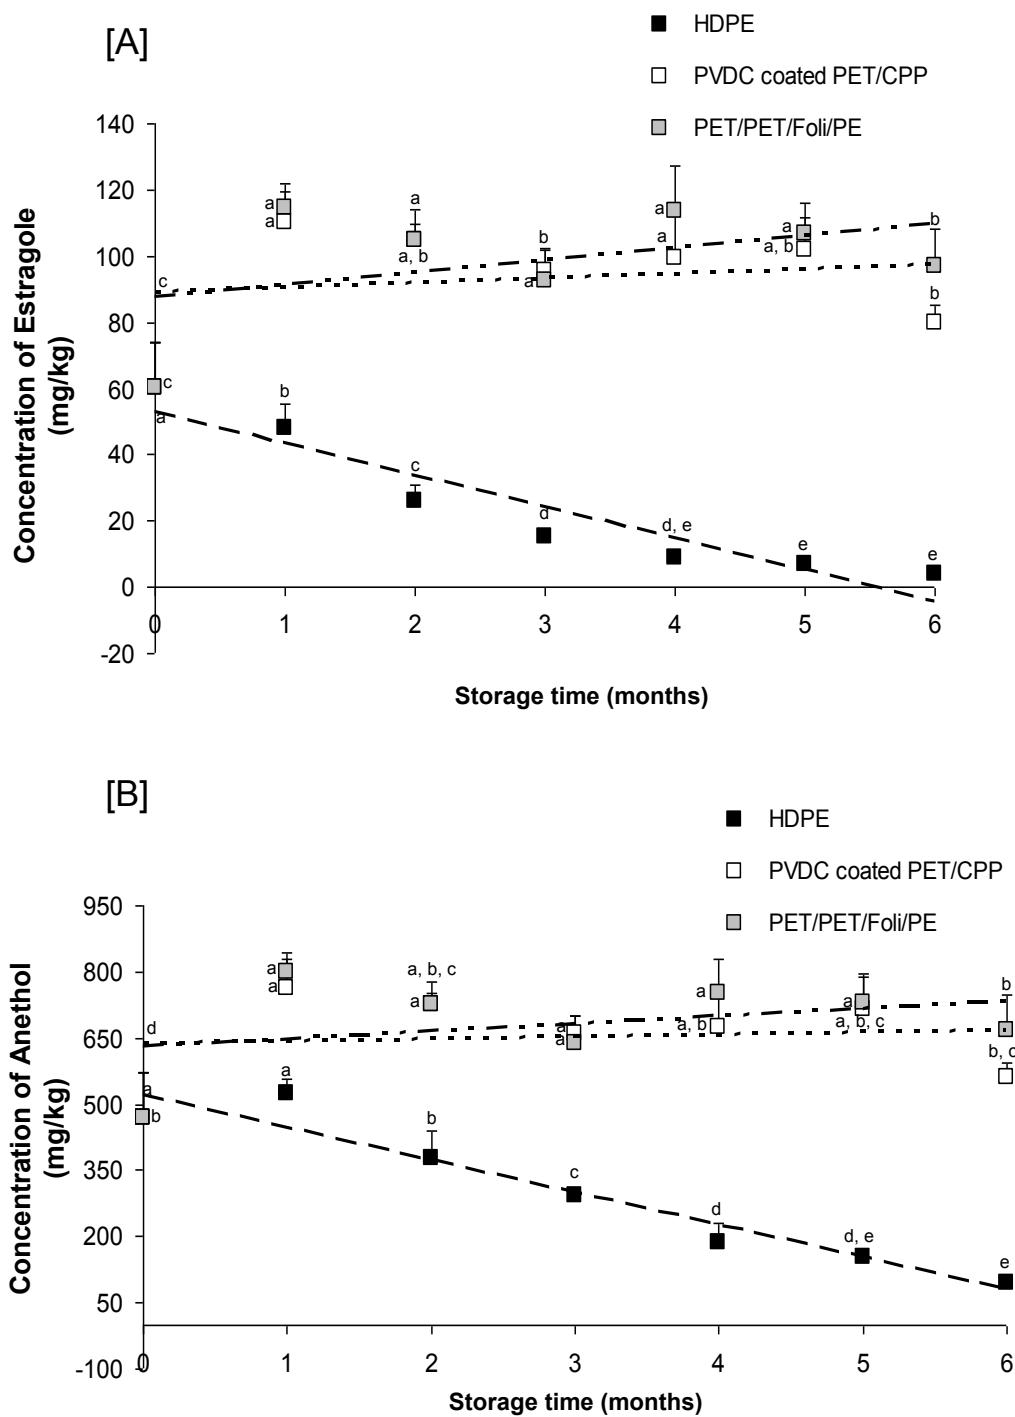 [A]
HDPE
PVDC coated PET/CPP
PET/PET/Foli/PE
Concentration of Estragole
(mg/kg)
140
120
100
80
60
40
20
0
-20
c
c
a
a
a
b
a
a, b
c
b
a
d
a
a
d, e
a
a, b
e
b
b
e
0
1
2
3
4
5
6
Storage time (months)
[B]
HDPE
PVDC coated PET/CPP
PET/PET/Foli/PE
Concentration of Anethol
(mg/kg)
950
800
650
500
350
200
50
-100
d
a
b
a
a
a
a, b, c
a
b
a
a
c
a
a, b
d
a
a, b, c
d, e
b
b, c
e
0
1
2
3
4
5
6
Storage time (months)